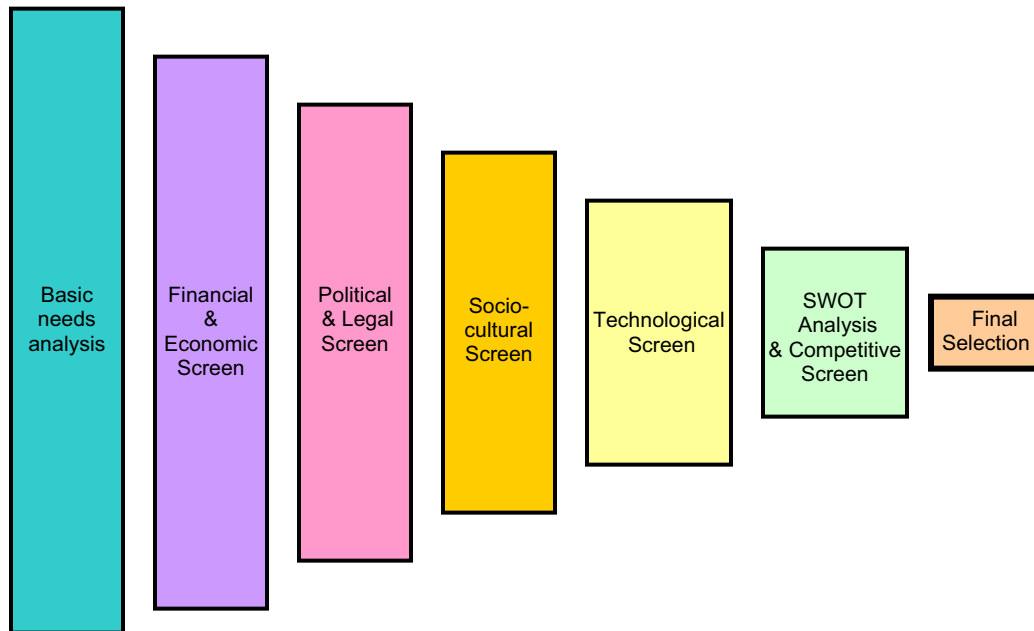 Basic
needs
analysis
Financial
&
Economic
Screen
Political
& Legal
Screen
Socio-
cultural
Screen
Technological
Screen
SWOT
Analysis
& Competitive
Screen
Final
Selection